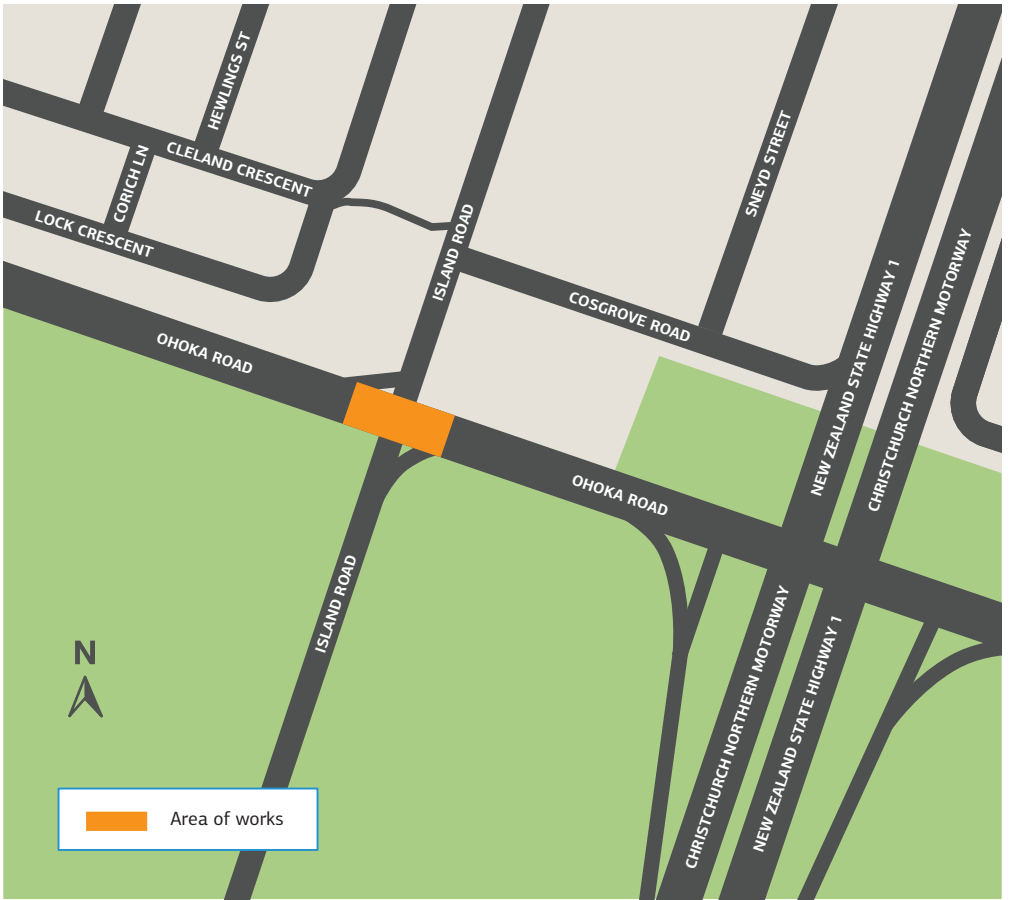 HEWLINGS ST
CLELAND CRESCENT
CORICH LN
LOCK CRESCENT
ISLAND ROAD
SNEYD STREET
COSGROVE ROAD
NEW ZEALAND STATE HIGHWAY 1
CHRISTCHURCH NORTHERN MOTORWAY
OHOKA ROAD
OHOKA ROAD
ISLAND ROAD
CHRISTCHURCH NORTHERN MOTORWAY
NEW ZEALAND STATE HIGHWAY 1
N
Area of works